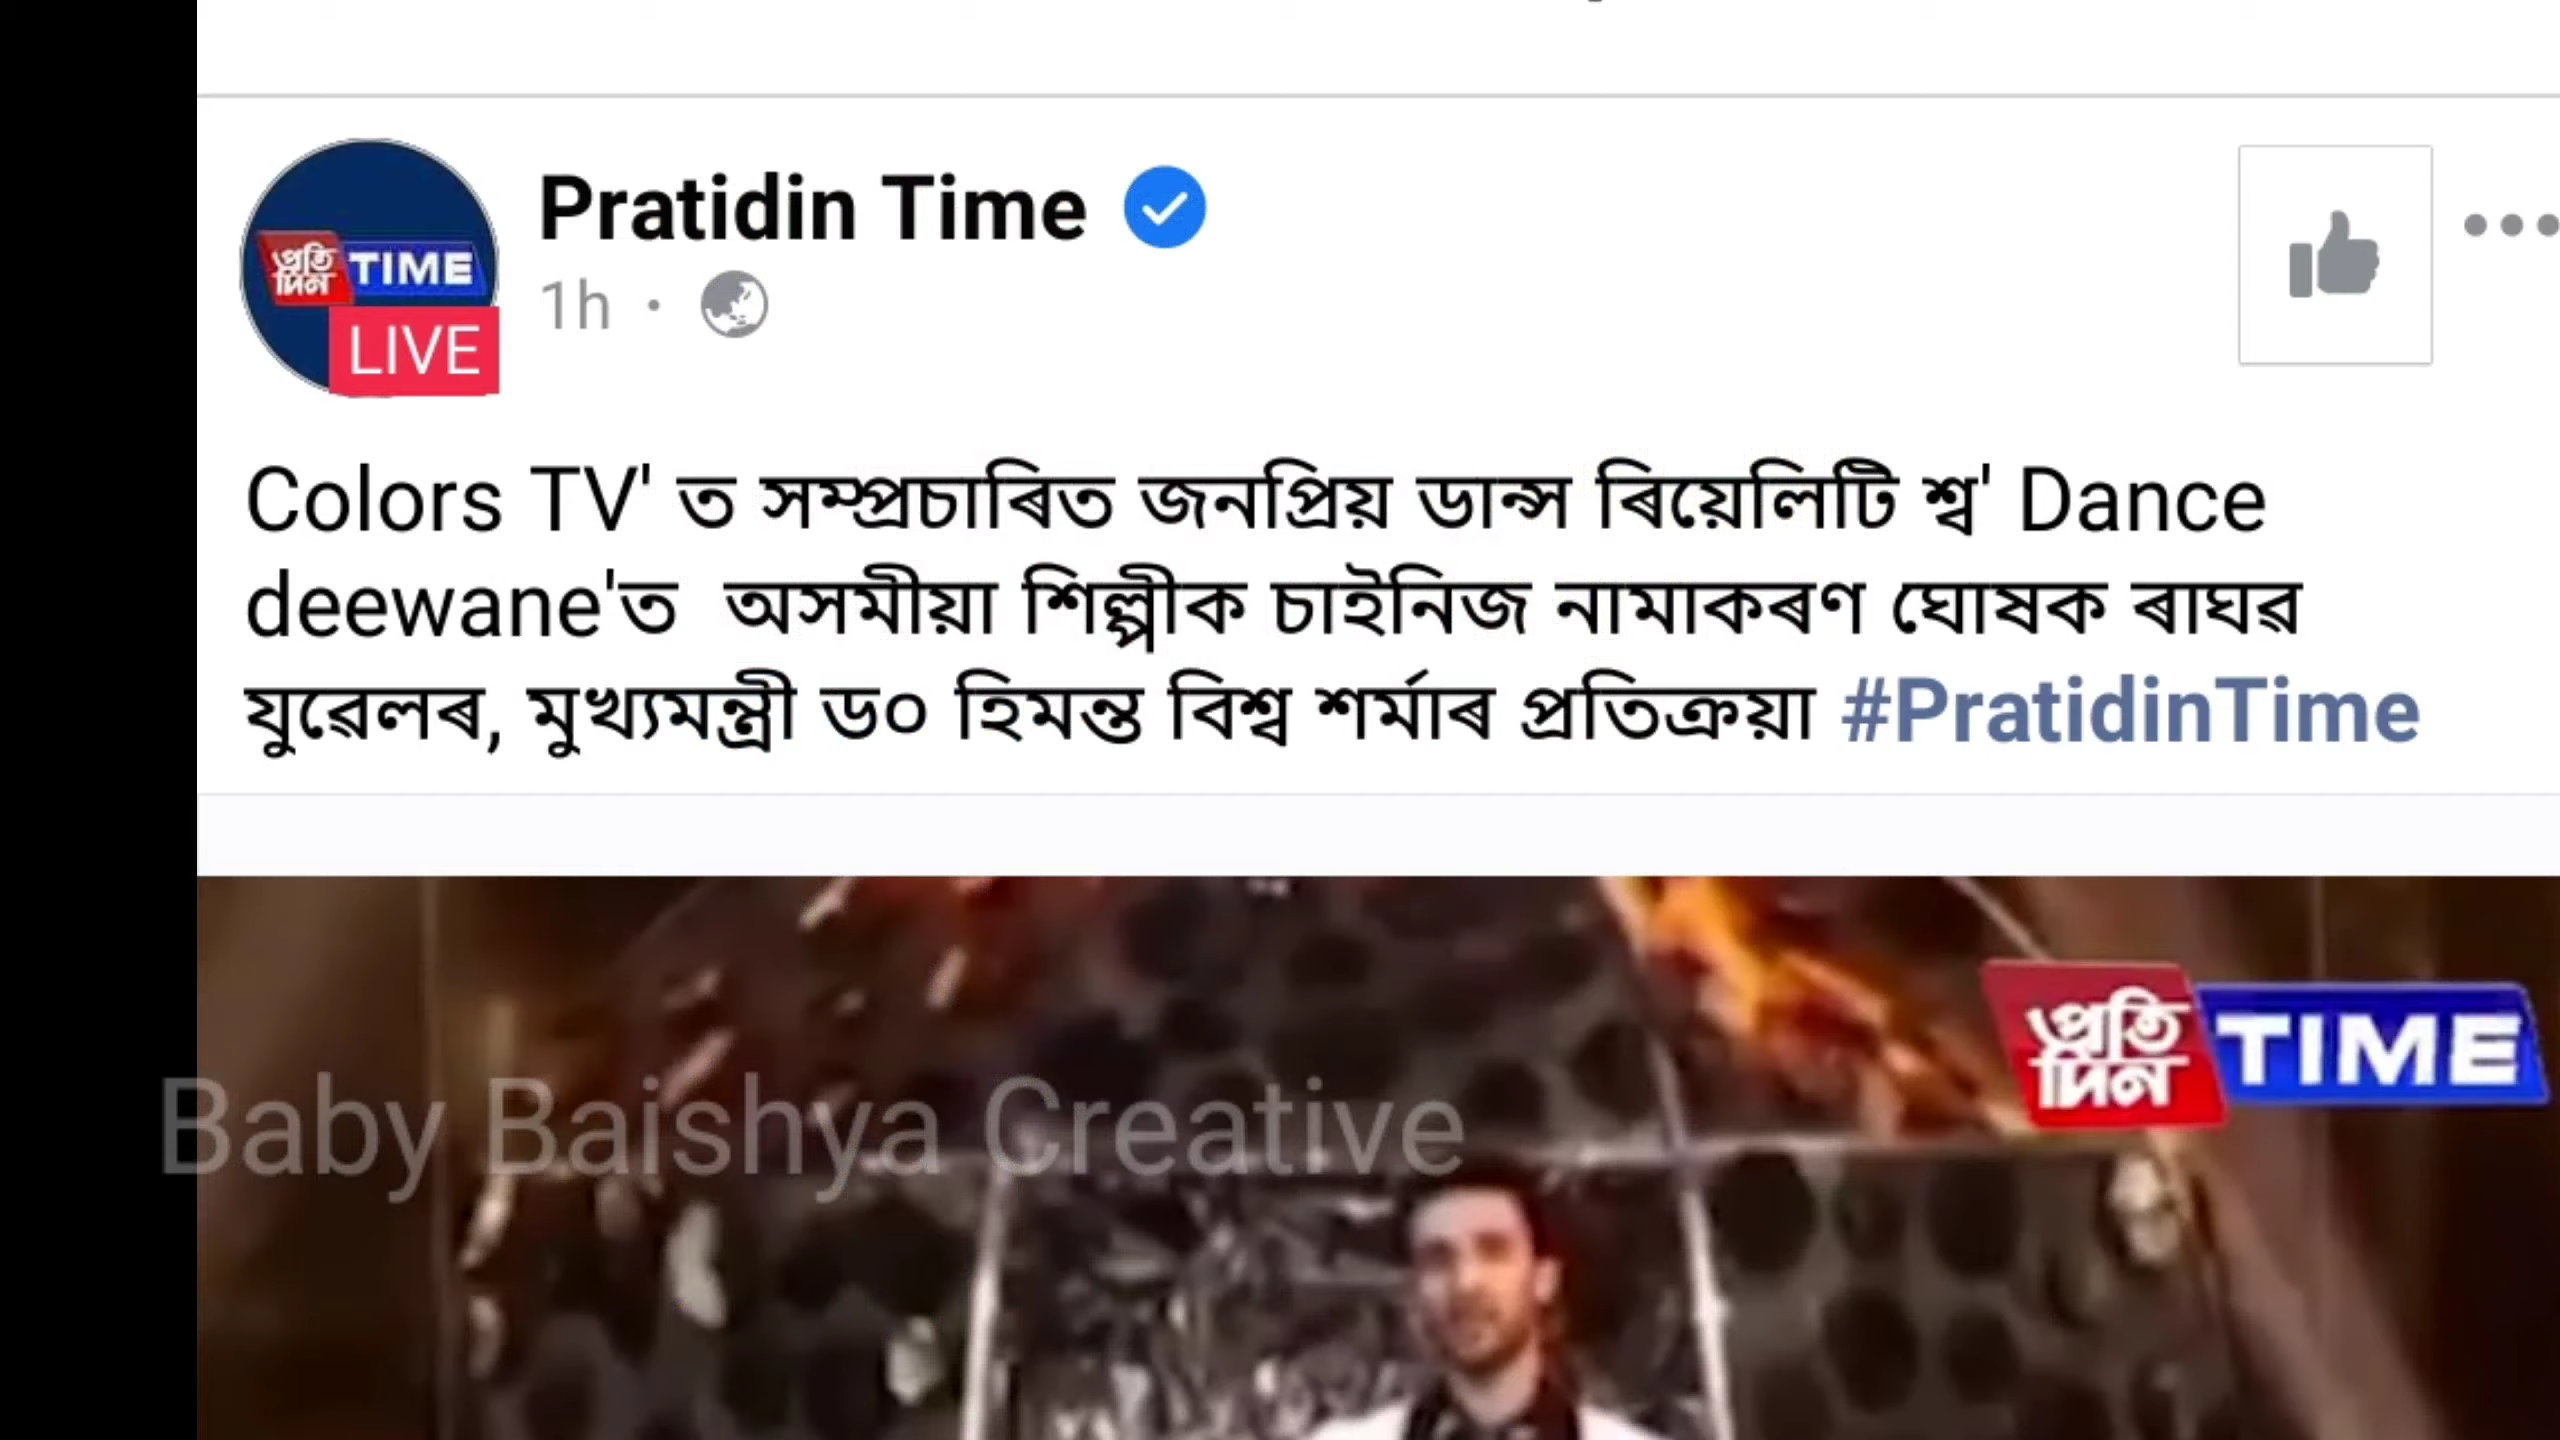 Pratidin Time
প্ৰতি দিন TIME
LIVE
1h ·
Colors TV' ত সম্প্ৰচাৰিত জনপ্ৰিয় ডান্স ৰিয়েলিটি শ্ব' Dance
deewane'ত অসমীয়া শিল্পীক চাইনিজ নামাকৰণ ঘোষক ৰাঘৱ
যুৱেলৰ, মুখ্যমন্ত্ৰী ড০ হিমন্ত বিশ্ব শৰ্মাৰ প্ৰতিক্ৰয়া #PratidinTime
প্ৰতি দিন TIME
Baby Baishya Creative